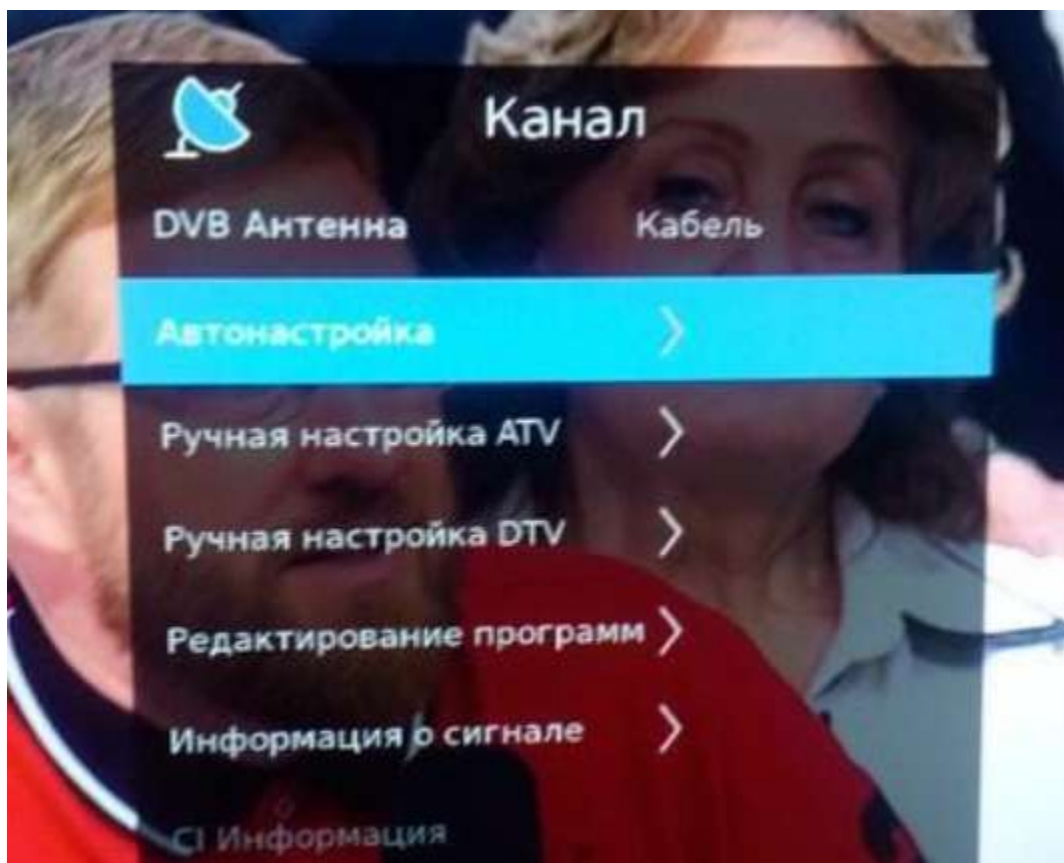 Канал
DVB Антенна Кабель
Автонастройка
Ручная настройка ATV
Ручная настройка DTV
Редактирование программ
Информация о сигнале
CI Информация